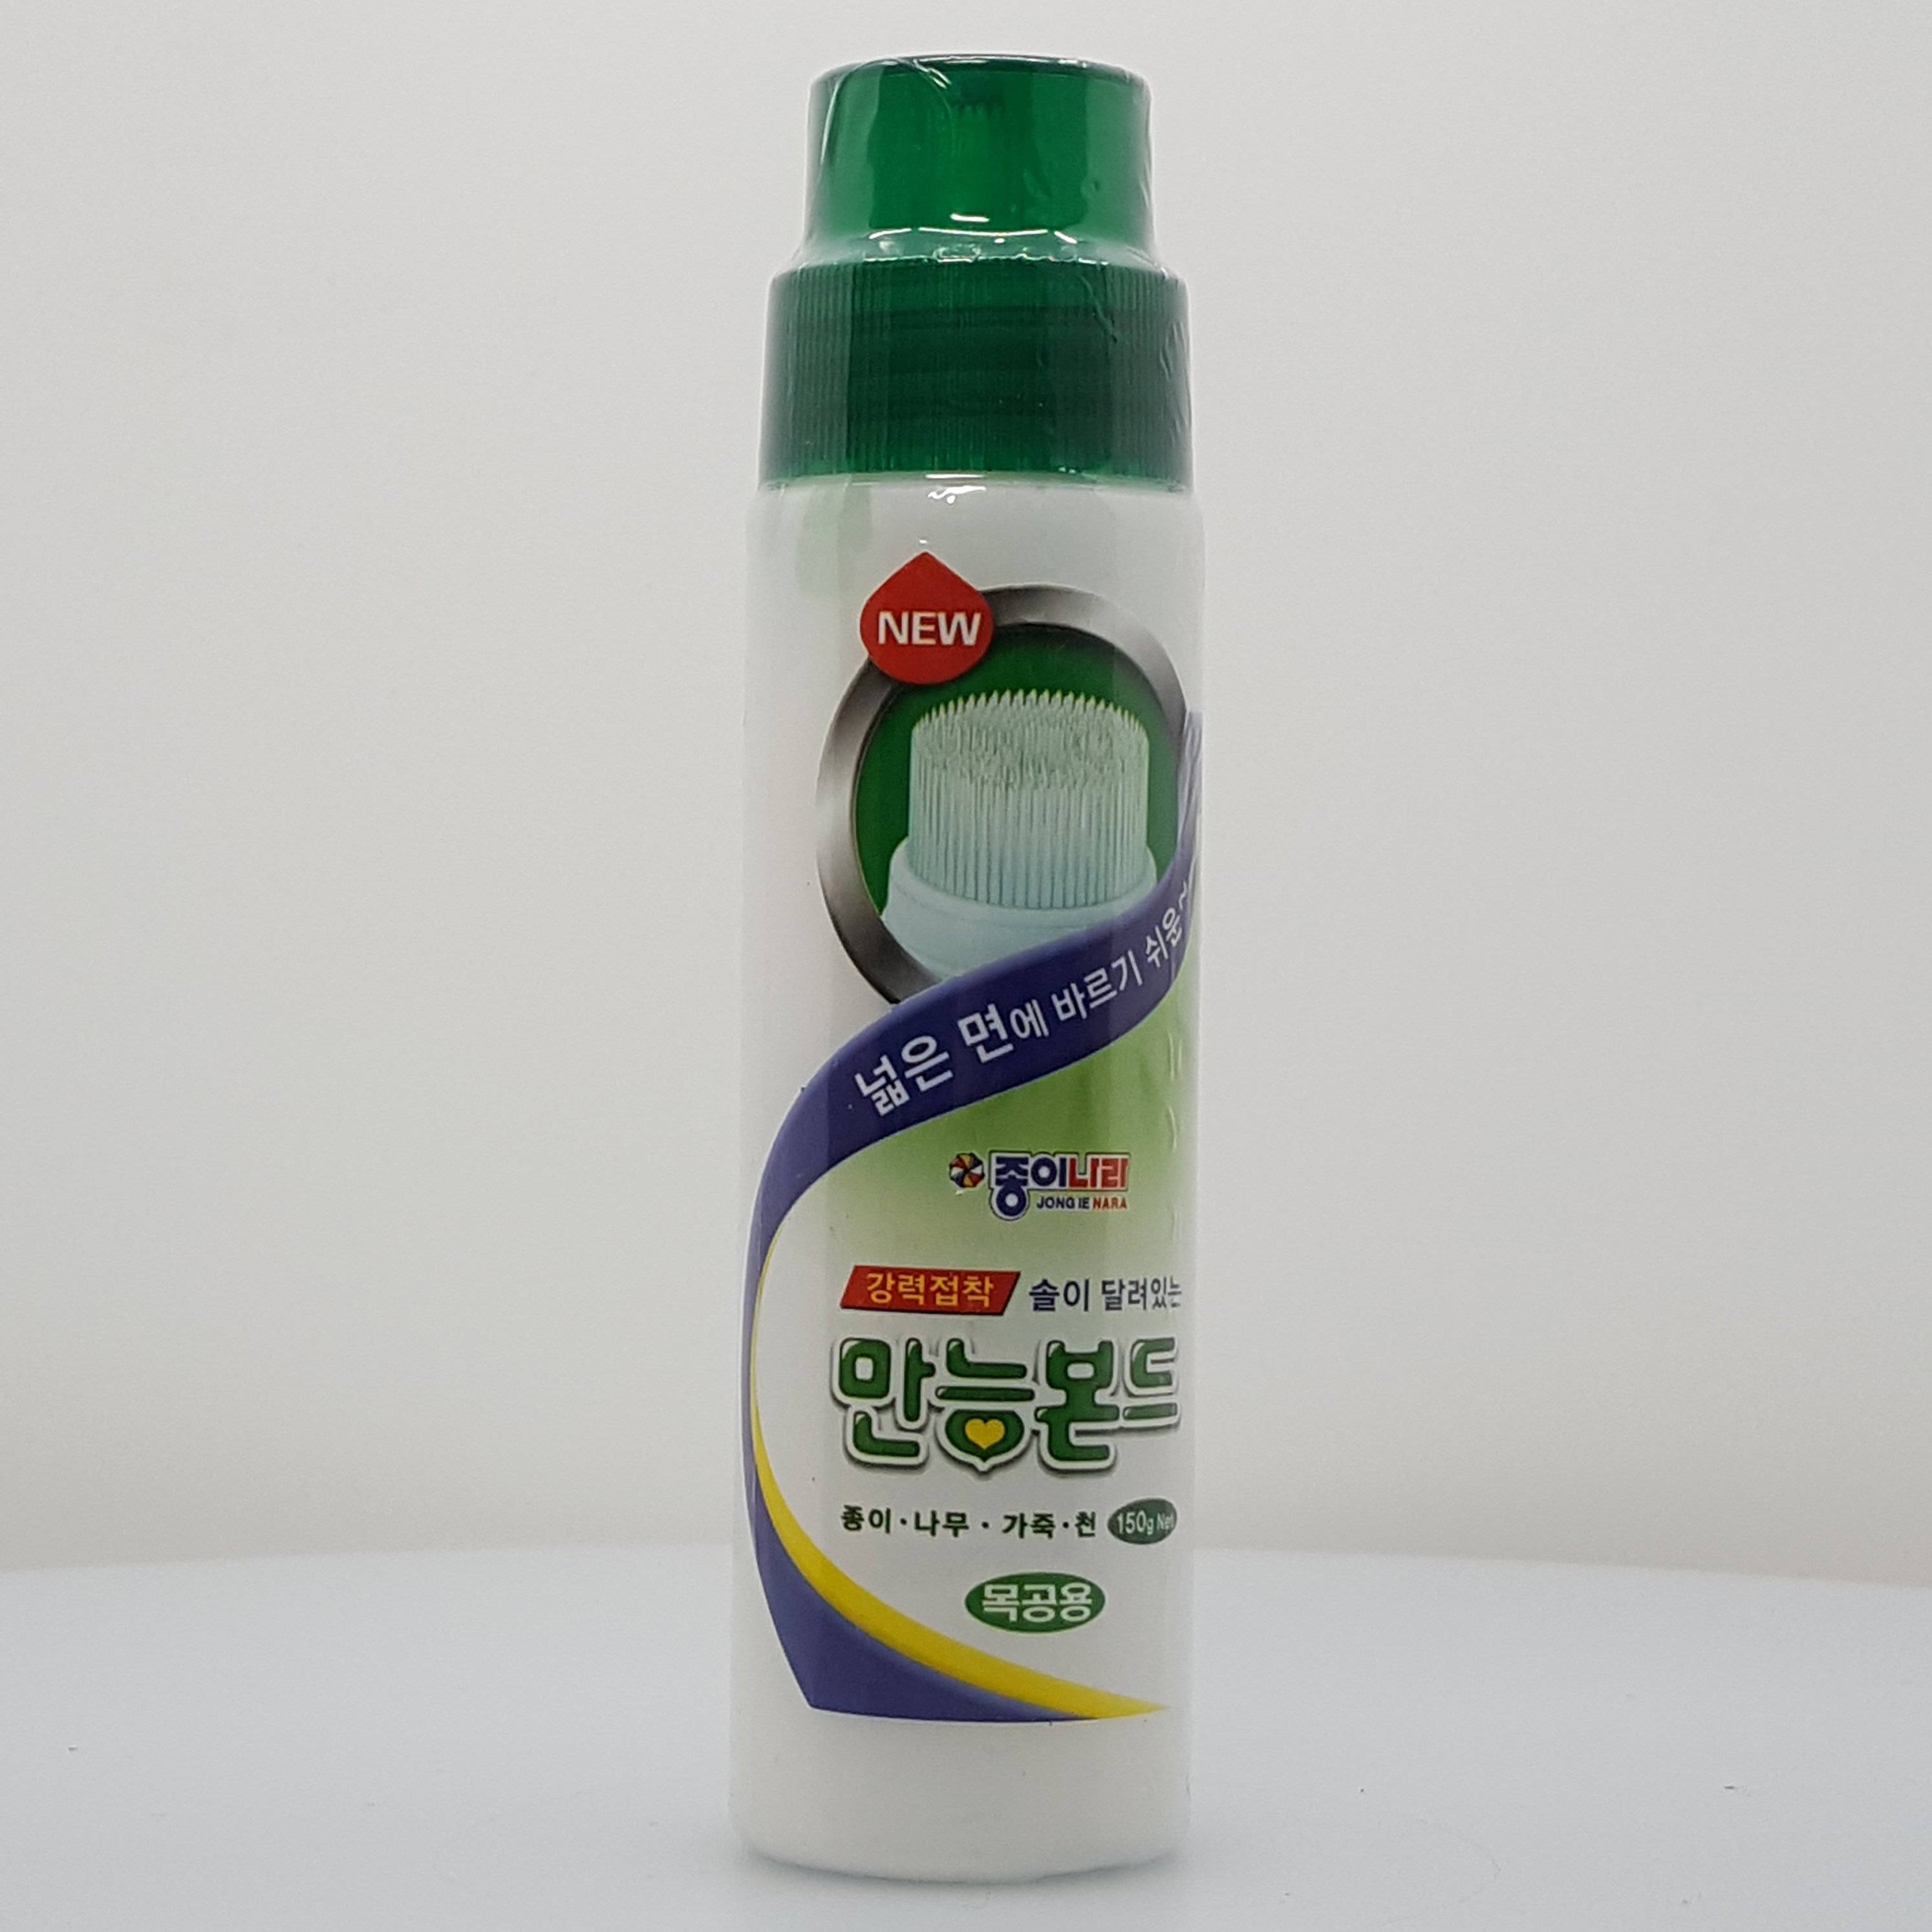 NEW
넓은 면에 바르기 쉬운~
종이나라
JONG IE NARA
강력접착 솔이 달려있는
만능본드
종이·나무·가죽·천 150g Net
목공용